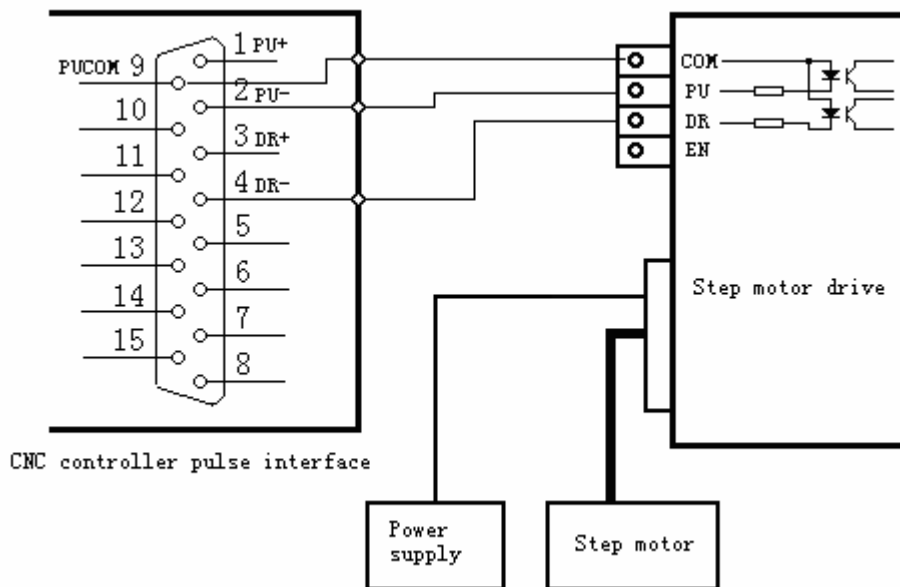 1 PU+
PUCOM 9
2 PU-
10
3 DR+
11
4 DR-
12
5
13
6
14
7
15
8
COM
PU
DR
EN
Step motor drive
CNC controller pulse interface
Power
supply
Step motor